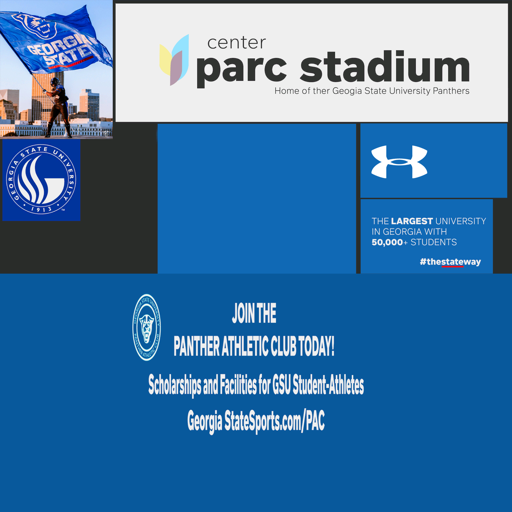 GEORGIA
STATE
center
parc stadium
Home of ther Geogia State University Panthers
GEORGIA STATE UNIVERSITY
1913
THE LARGEST UNIVERSITY
IN GEORGIA WITH
50,000+ STUDENTS
#thestateway
JOIN THE
PANTHER ATHLETIC CLUB TODAY!
Scholarships and Facilities for GSU Student-Athletes
Georgia StateSports.com/PAC